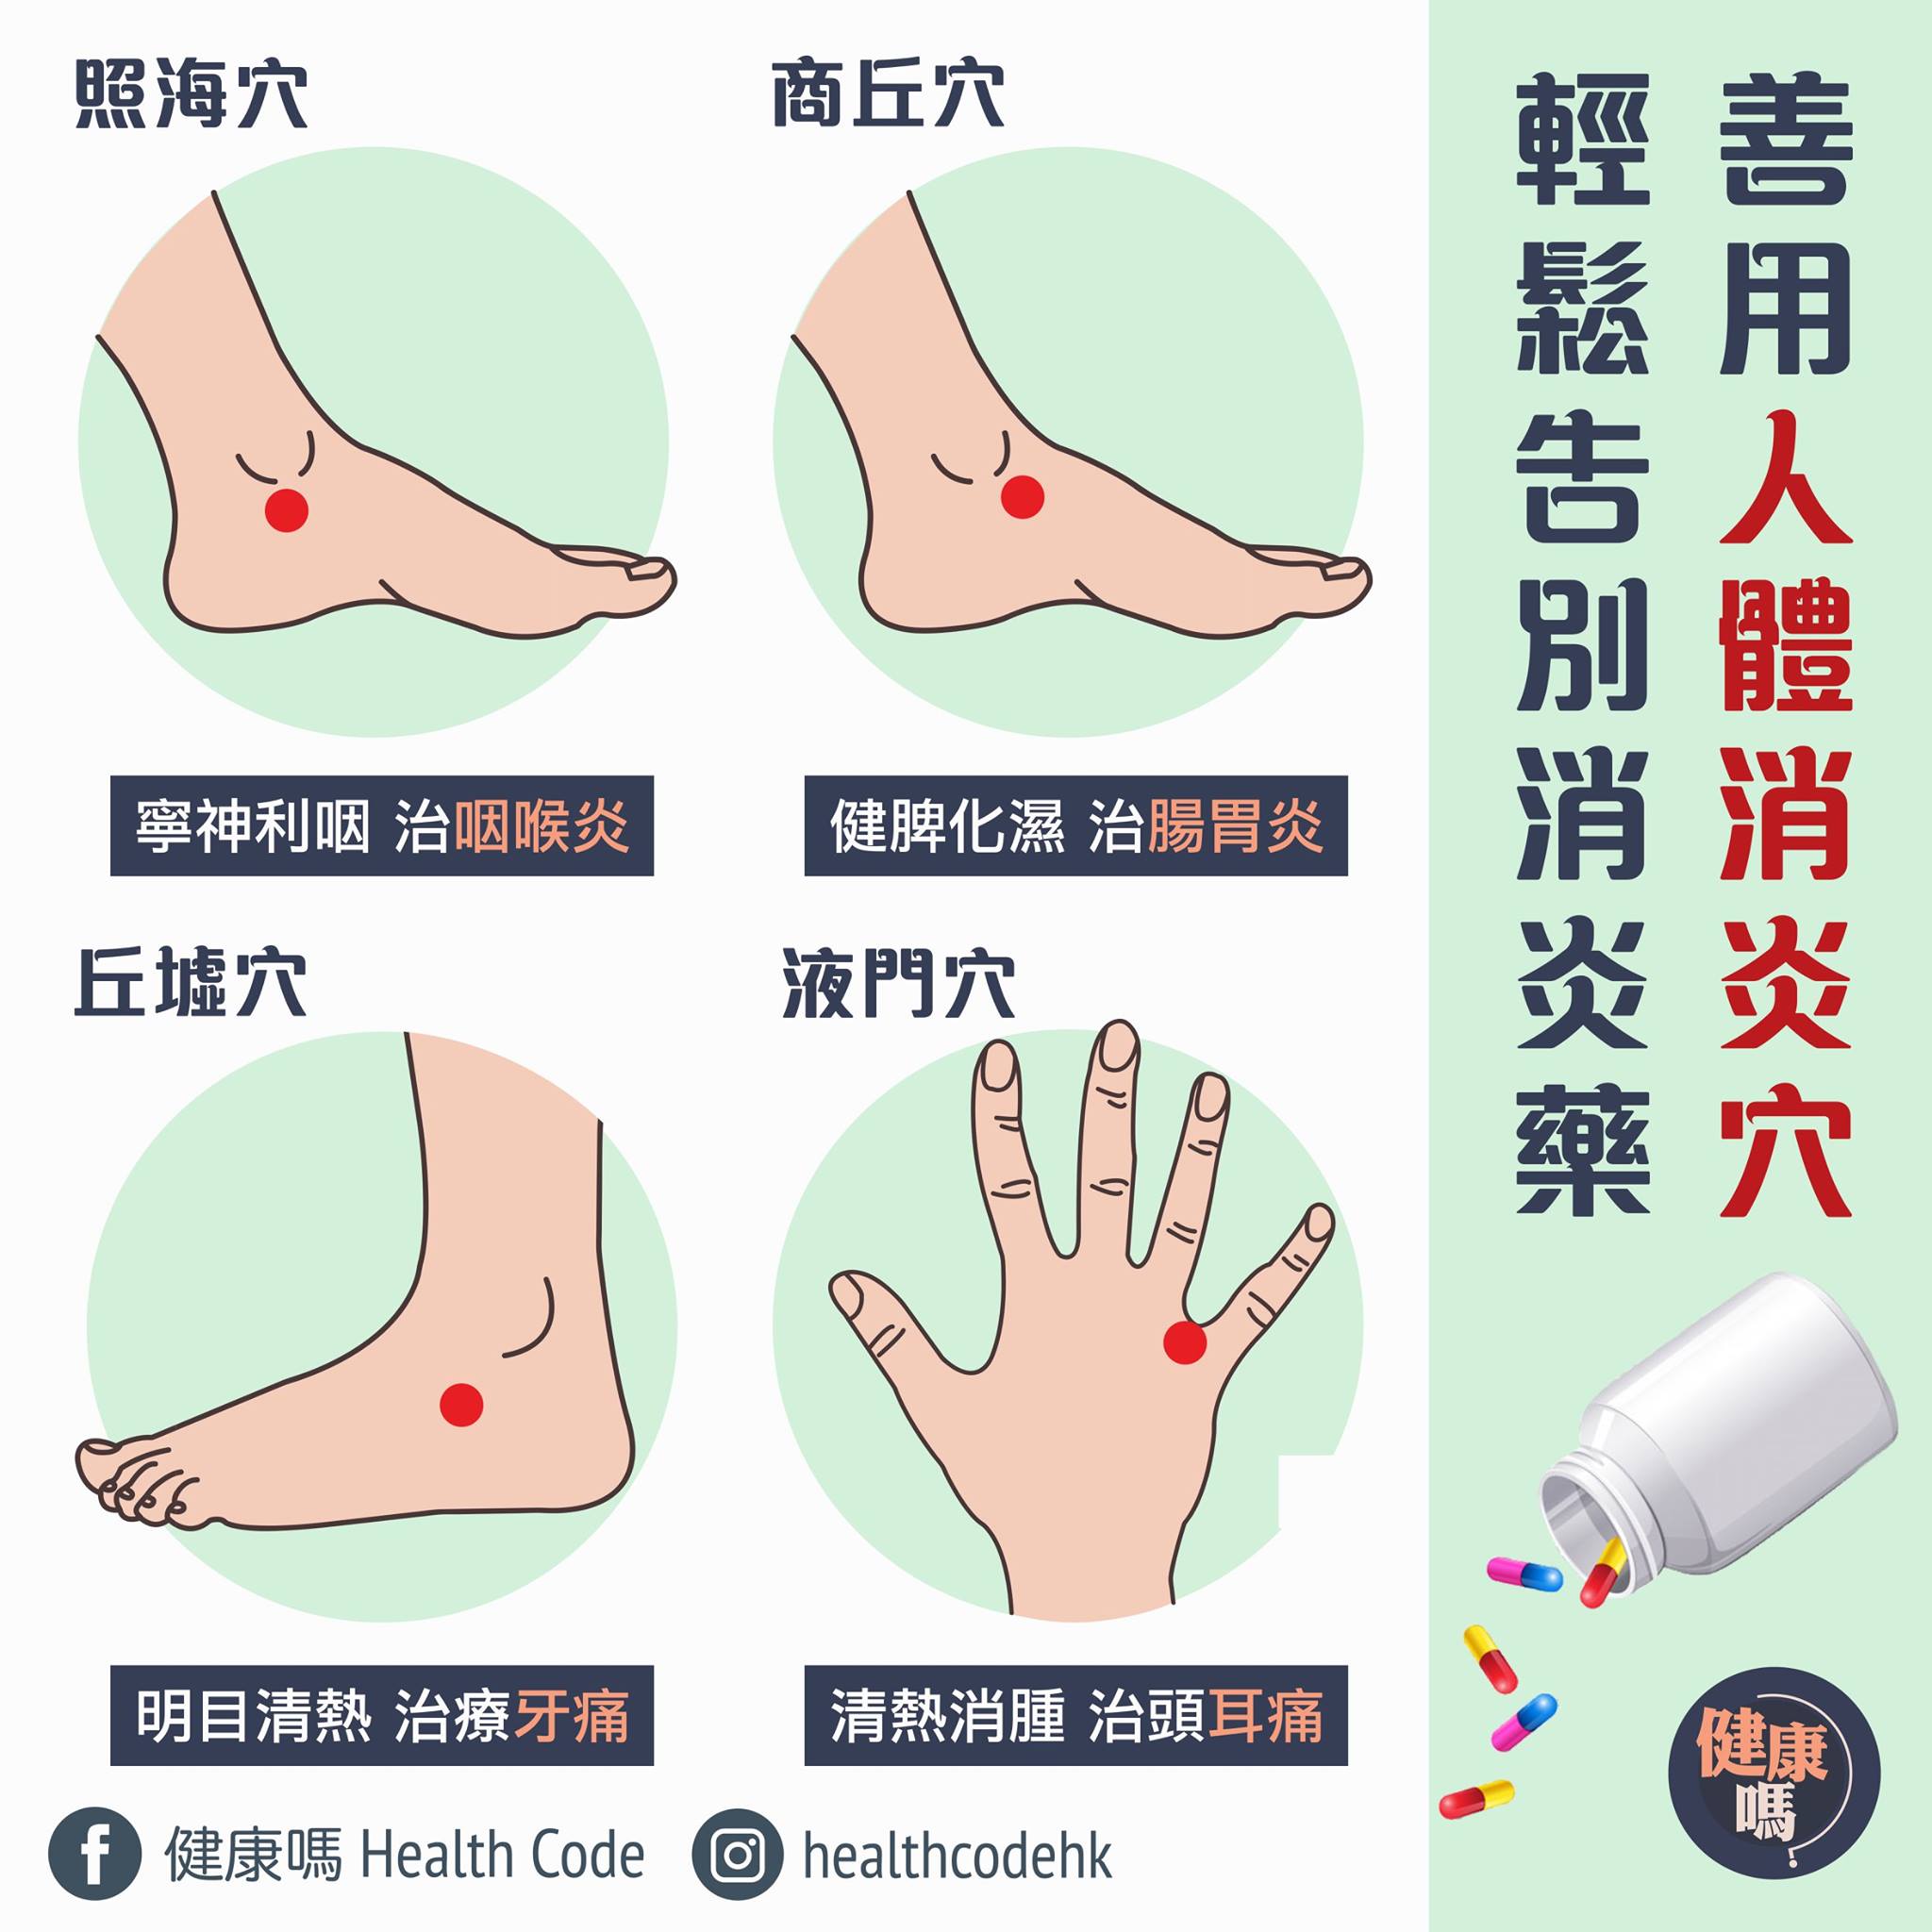 善用人體消炎穴
輕鬆告別消炎藥
照海穴
寧神利咽 治咽喉炎
商丘穴
健脾化濕 治腸胃炎
丘墟穴
明目清熱 治療牙痛
液門穴
清熱消腫 治頭耳痛
健康嗎 Health Code
healthcodehk
健康
嗎
?